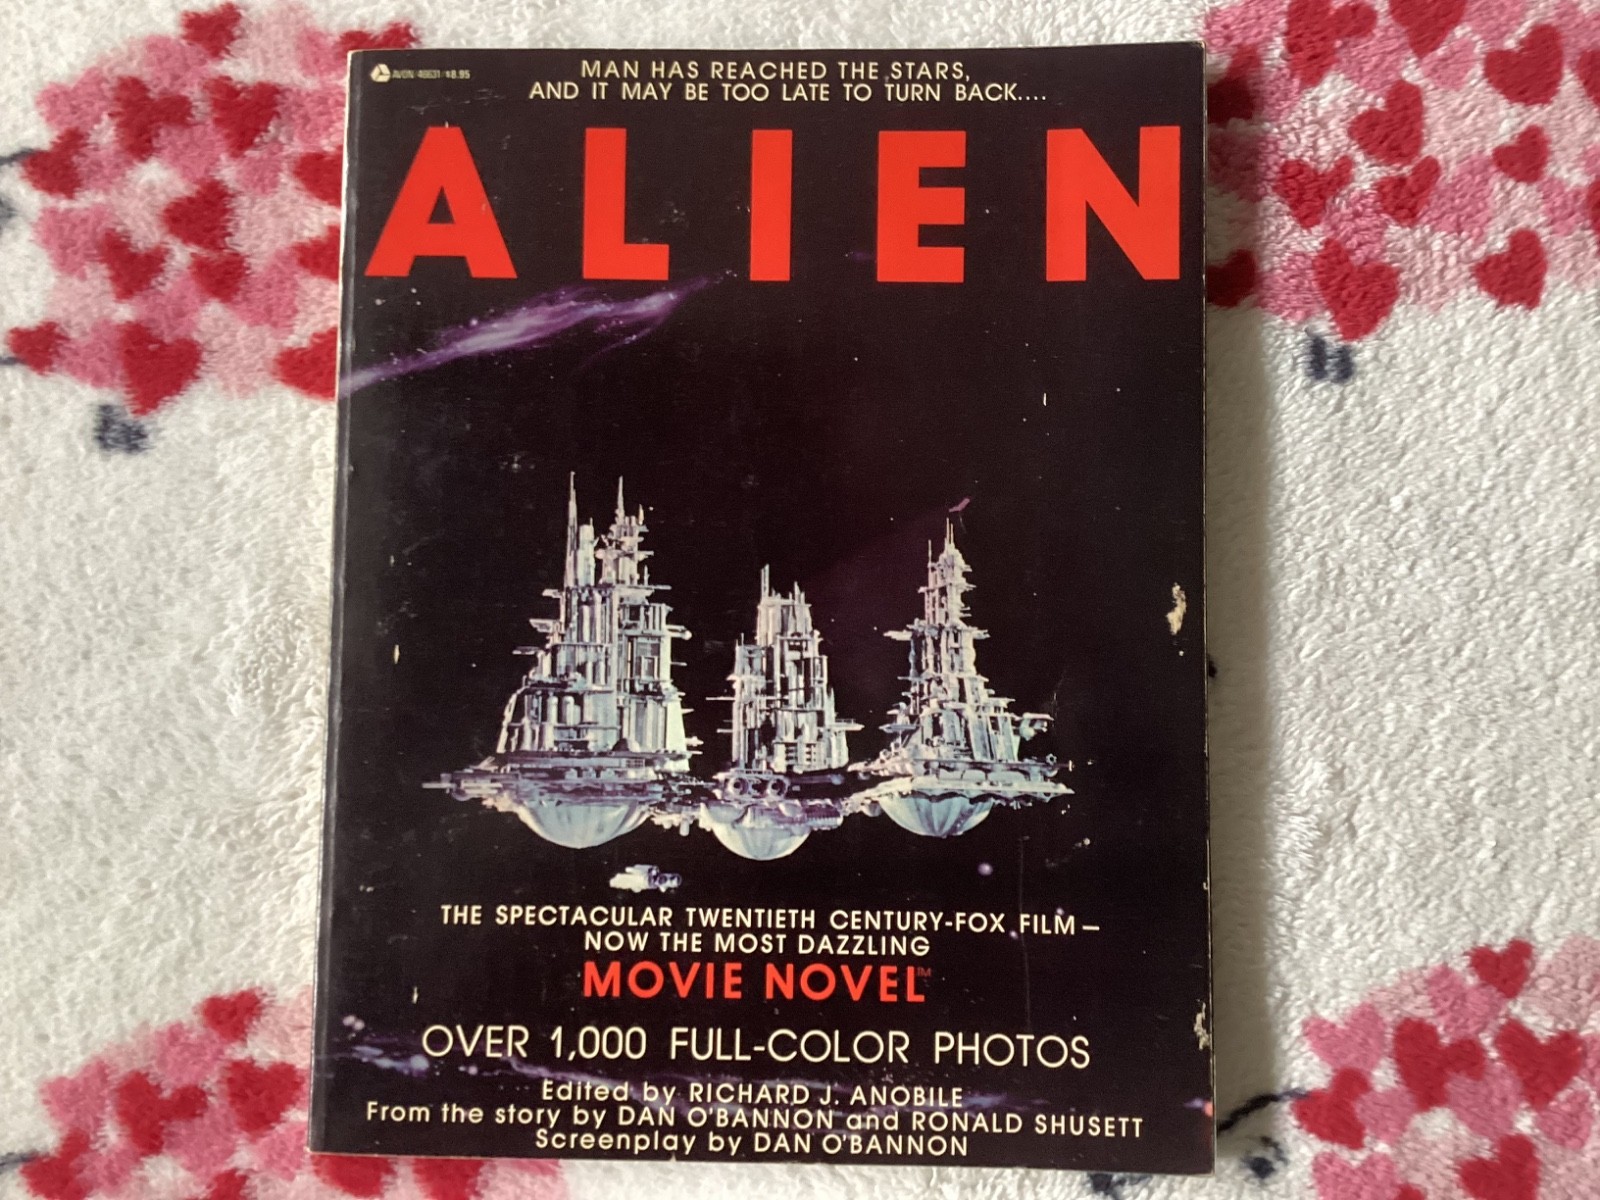 AVON/46631/$8.95
MAN HAS REACHED THE STARS,
AND IT MAY BE TOO LATE TO TURN BACK....
ALIEN
THE SPECTACULAR TWENTIETH CENTURY-FOX FILM—
NOW THE MOST DAZZLING
MOVIE NOVEL™
OVER 1,000 FULL-COLOR PHOTOS
Edited by RICHARD J. ANOBILE
From the story by DAN O'BANNON and RONALD SHUSETT
Screenplay by DAN O'BANNON